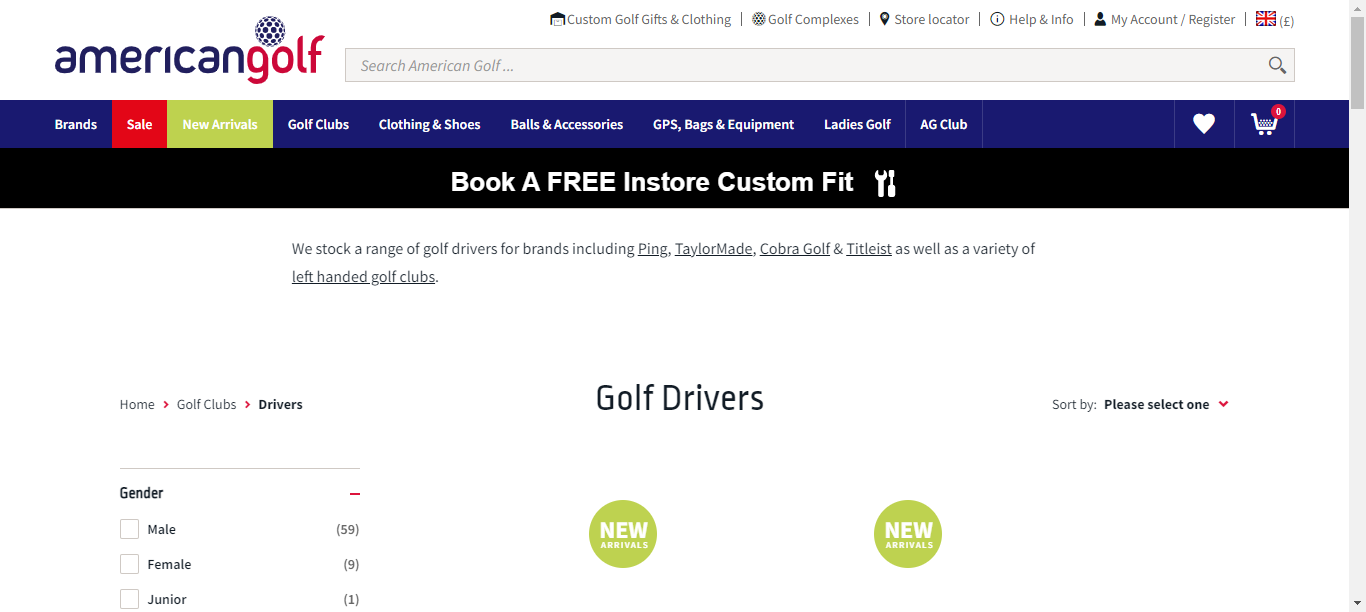 Custom Golf Gifts & Clothing
Golf Complexes
Store locator
Help & Info
My Account / Register
(£)
americangolf
Search American Golf ...
Brands
Sale
New Arrivals
Golf Clubs
Clothing & Shoes
Balls & Accessories
GPS, Bags & Equipment
Ladies Golf
AG Club
0
Book A FREE Instore Custom Fit
We stock a range of golf drivers for brands including Ping, TaylorMade, Cobra Golf & Titleist as well as a variety of
left handed golf clubs.
Home > Golf Clubs > Drivers
Golf Drivers
Sort by: Please select one
Gender
Male (59)
Female (9)
Junior (1)
NEW
ARRIVALS
NEW
ARRIVALS